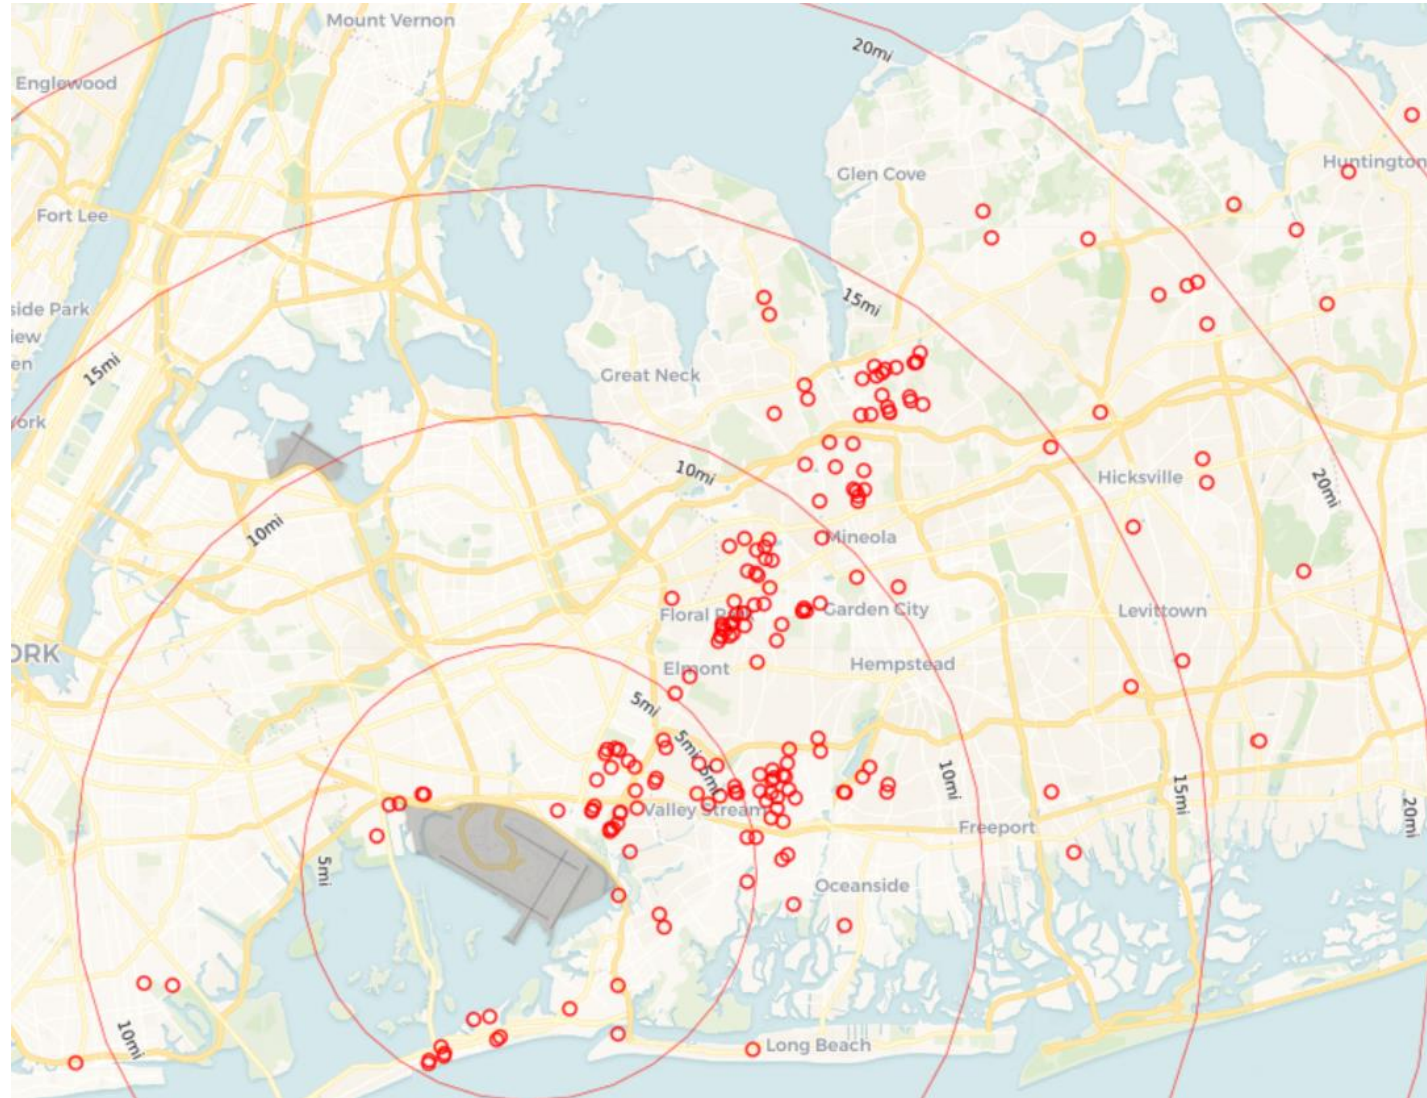 Mount Vernon
20mi
Englewood
Huntington
Glen Cove
Fort Lee
side Park
iew
en
15mi
15mi
Great Neck
York
10mi
Hicksville
20mi
10mi
Mineola
Floral P
Garden City
Levittown
ORK
Elmont
Hempstead
5mi
5mi
5mi
10mi
15mi
20mi
Valley Stream
Freeport
5mi
Oceanside
10mi
Long Beach